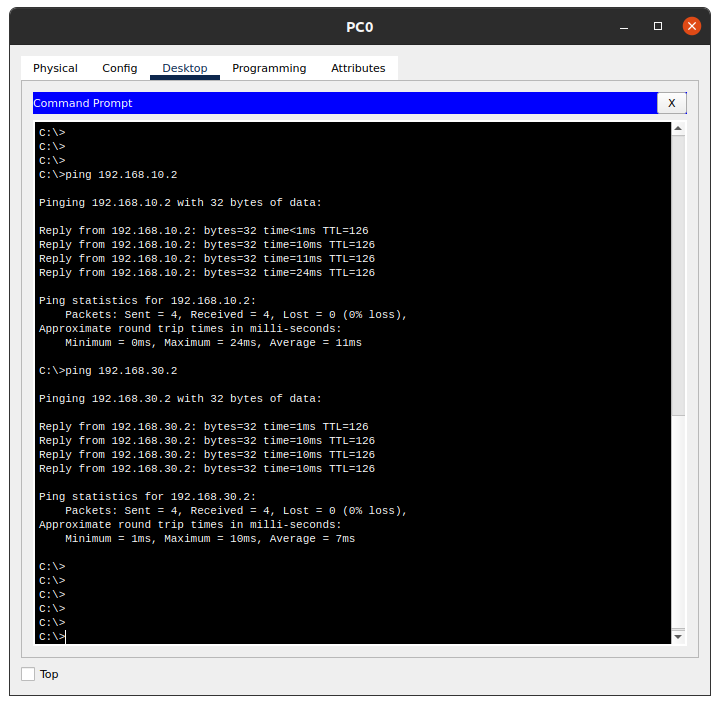 PC0
Physical Config Desktop Programming Attributes
Command Prompt X
C:\>
C:\>
C:\>
C:\>ping 192.168.10.2
Pinging 192.168.10.2 with 32 bytes of data:
Reply from 192.168.10.2: bytes=32 time<1ms TTL=126
Reply from 192.168.10.2: bytes=32 time=10ms TTL=126
Reply from 192.168.10.2: bytes=32 time=11ms TTL=126
Reply from 192.168.10.2: bytes=32 time=24ms TTL=126
Ping statistics for 192.168.10.2:
    Packets: Sent = 4, Received = 4, Lost = 0 (0% loss),
Approximate round trip times in milli-seconds:
    Minimum = 0ms, Maximum = 24ms, Average = 11ms
C:\>ping 192.168.30.2
Pinging 192.168.30.2 with 32 bytes of data:
Reply from 192.168.30.2: bytes=32 time=1ms TTL=126
Reply from 192.168.30.2: bytes=32 time=10ms TTL=126
Reply from 192.168.30.2: bytes=32 time=10ms TTL=126
Reply from 192.168.30.2: bytes=32 time=10ms TTL=126
Ping statistics for 192.168.30.2:
    Packets: Sent = 4, Received = 4, Lost = 0 (0% loss),
Approximate round trip times in milli-seconds:
    Minimum = 1ms, Maximum = 10ms, Average = 7ms
C:\>
C:\>
C:\>
C:\>
C:\>
C:\>
Top